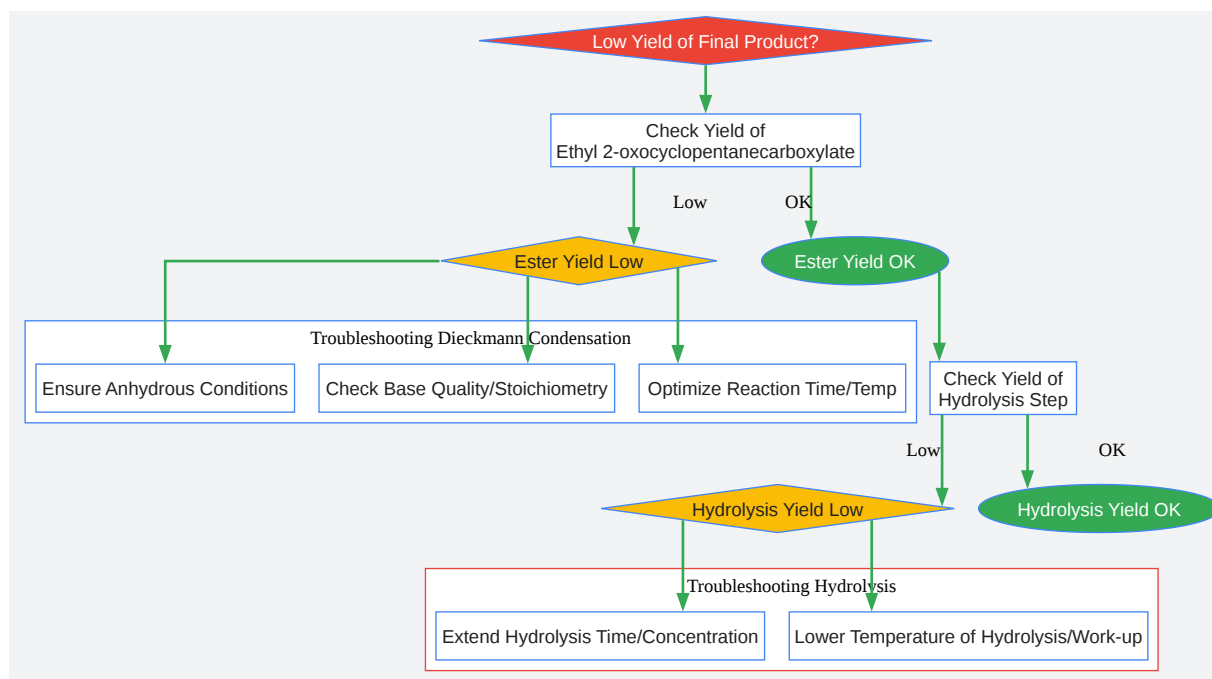 Low Yield of Final Product?
Check Yield of
Ethyl 2-oxocyclopentanecarboxylate
Low
OK
Ester Yield Low
Ester Yield OK
Troubleshooting Dieckmann Condensation
Ensure Anhydrous Conditions
Check Base Quality/Stoichiometry
Optimize Reaction Time/Temp
Check Yield of
Hydrolysis Step
Low
OK
Hydrolysis Yield Low
Hydrolysis Yield OK
Troubleshooting Hydrolysis
Extend Hydrolysis Time/Concentration
Lower Temperature of Hydrolysis/Work-up